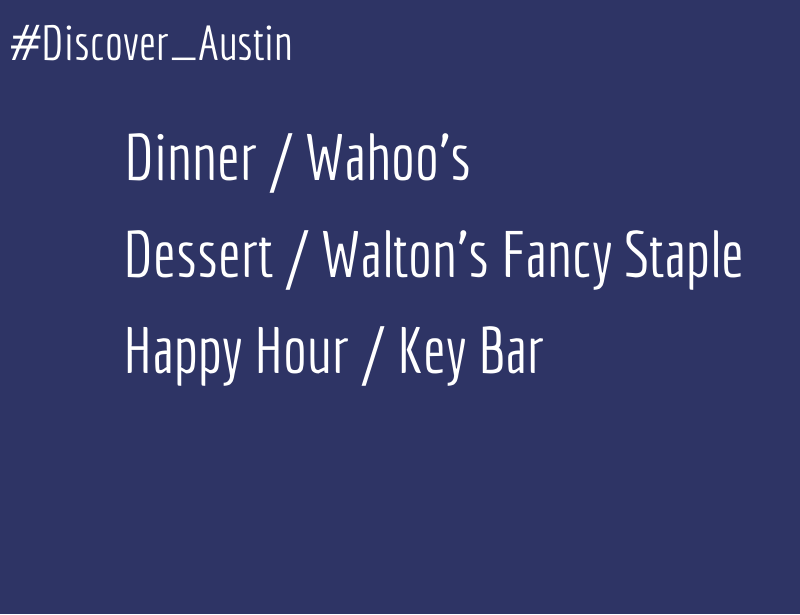 #Discover_Austin
Dinner / Wahoo's
Dessert / Walton's Fancy Staple
Happy Hour / Key Bar